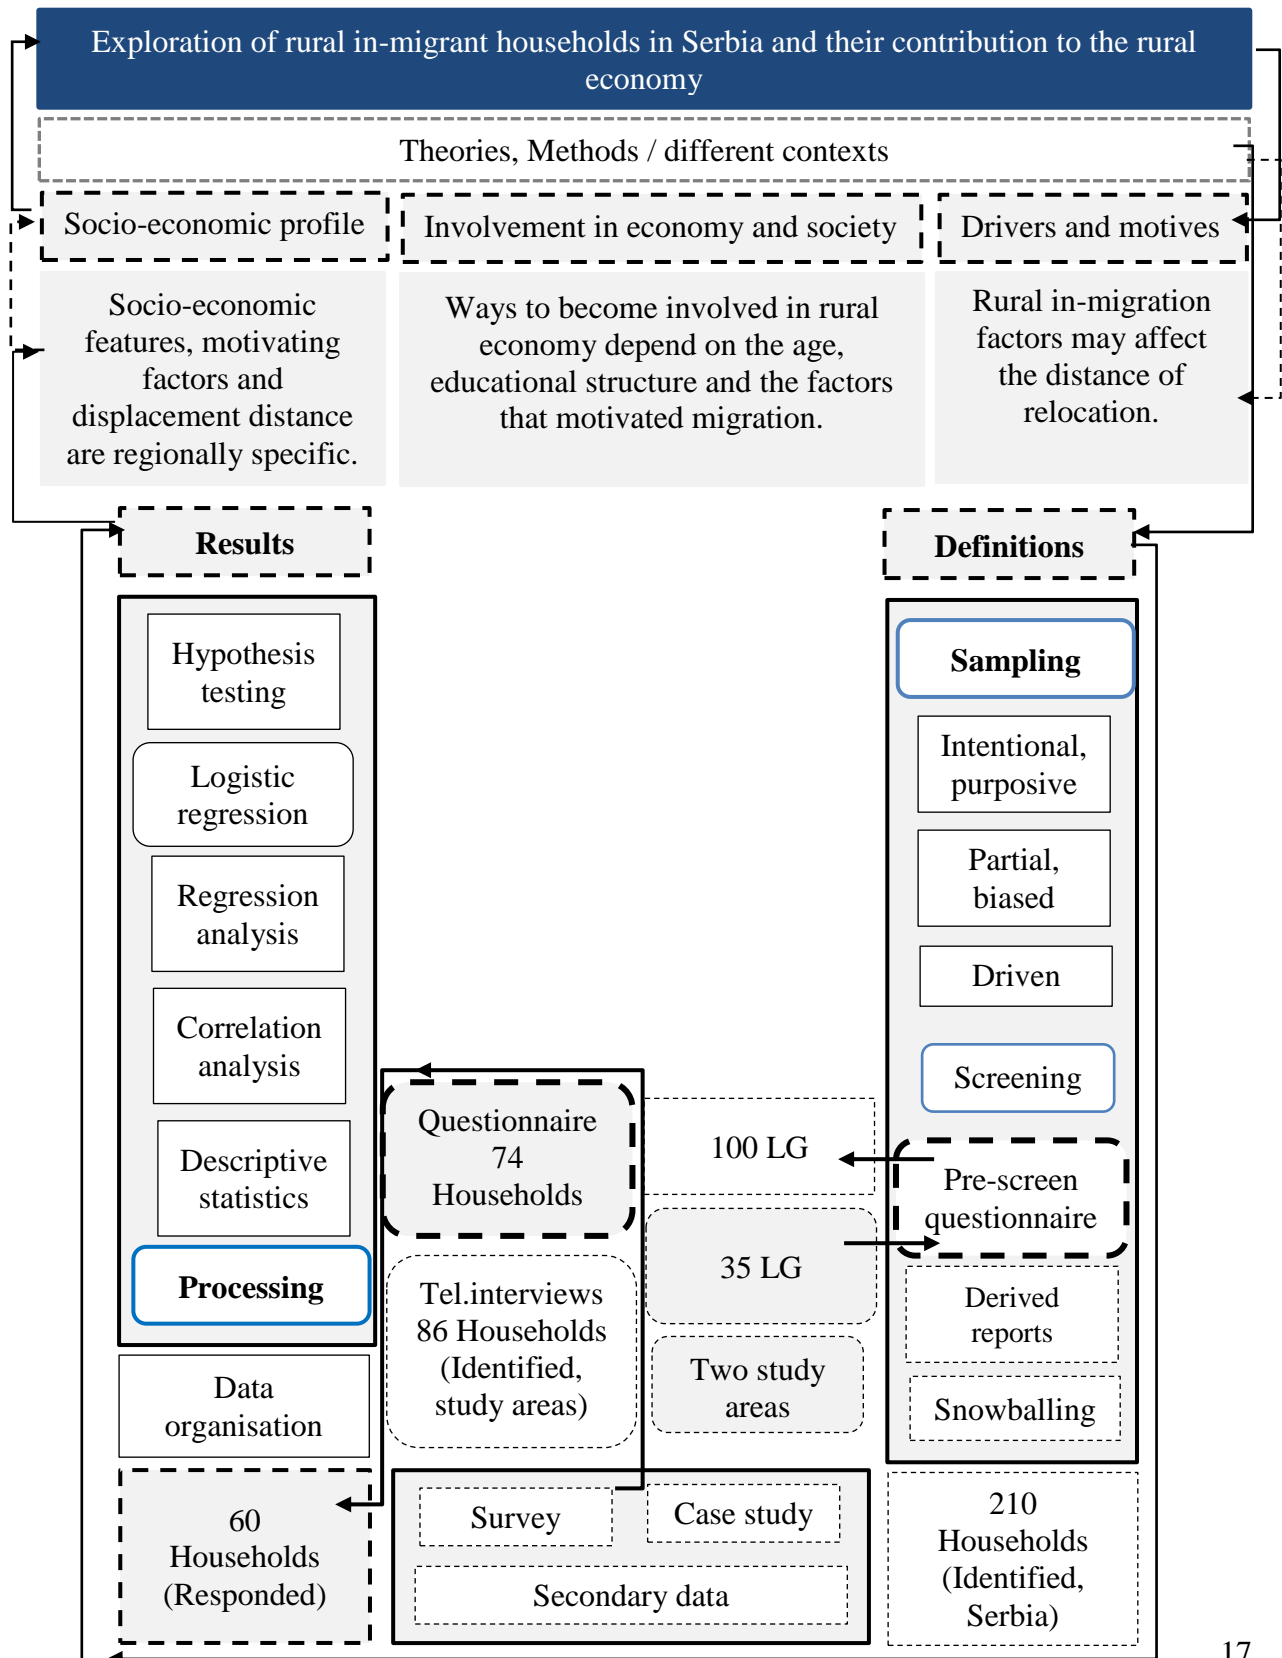 Exploration of rural in-migrant households in Serbia and their contribution to the rural
economy
Theories, Methods / different contexts
Socio-economic profile
Involvement in economy and society
Drivers and motives
Socio-economic
features, motivating
factors and
displacement distance
are regionally specific.
Ways to become involved in rural
economy depend on the age,
educational structure and the factors
that motivated migration.
Rural in-migration
factors may affect
the distance of
relocation.
Results
Hypothesis
testing
Logistic
regression
Regression
analysis
Correlation
analysis
Descriptive
statistics
Processing
Data
organisation
60
Households
(Responded)
Questionnaire
74
Households
Tel.interviews
86 Households
(Identified,
study areas)
100 LG
35 LG
Two study
areas
Survey
Case study
Secondary data
Definitions
Sampling
Intentional,
purposive
Partial,
biased
Driven
Screening
Pre-screen
questionnaire
Derived
reports
Snowballing
210
Households
(Identified,
Serbia)
17